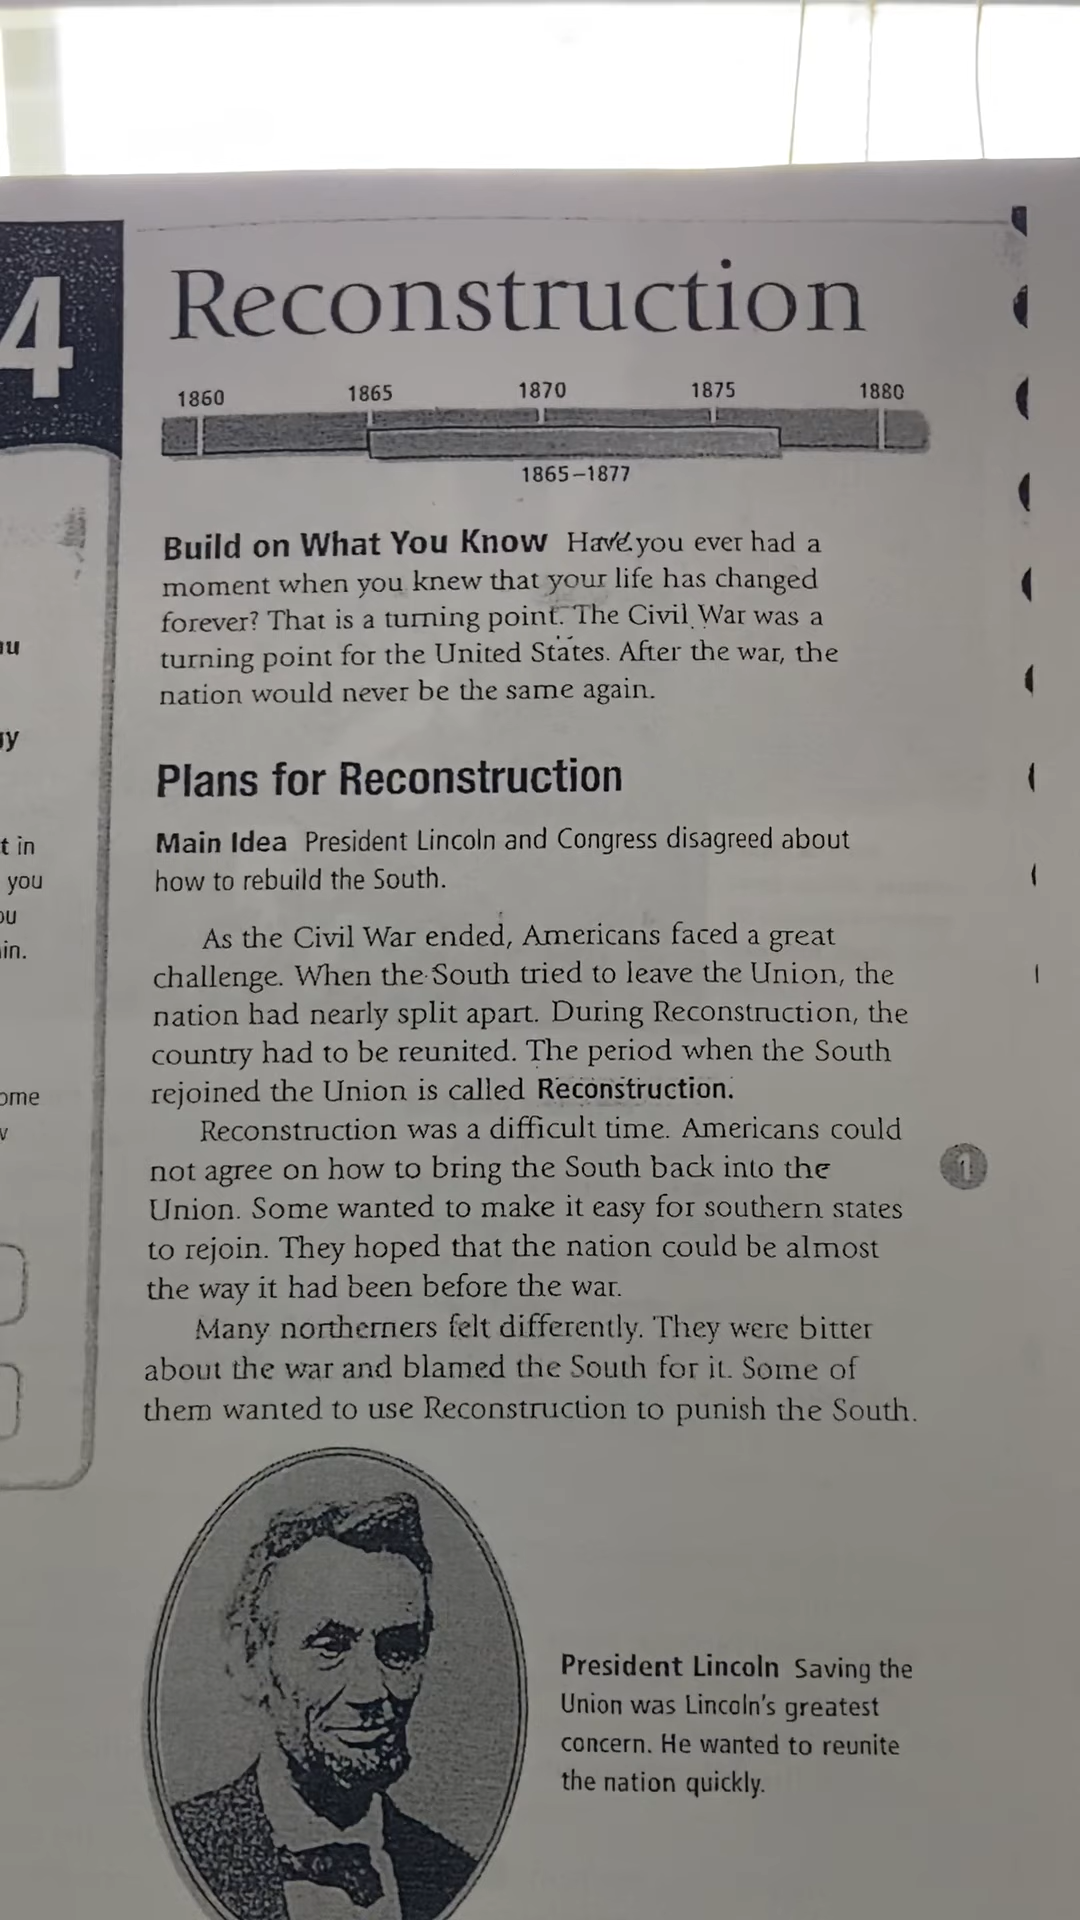 4
Reconstruction
1860 1865 1870 1875 1880
1865–1877
Build on What You Know Have you ever had a
moment when you knew that your life has changed
forever? That is a turning point. The Civil War was a
turning point for the United States. After the war, the
nation would never be the same again.
Plans for Reconstruction
Main Idea President Lincoln and Congress disagreed about
how to rebuild the South.
As the Civil War ended, Americans faced a great
challenge. When the South tried to leave the Union, the
nation had nearly split apart. During Reconstruction, the
country had to be reunited. The period when the South
rejoined the Union is called Reconstruction.
Reconstruction was a difficult time. Americans could
not agree on how to bring the South back into the
Union. Some wanted to make it easy for southern states
to rejoin. They hoped that the nation could be almost
the way it had been before the war.
1
Many northerners felt differently. They were bitter
about the war and blamed the South for it. Some of
them wanted to use Reconstruction to punish the South.
President Lincoln Saving the
Union was Lincoln's greatest
concern. He wanted to reunite
the nation quickly.
in
you